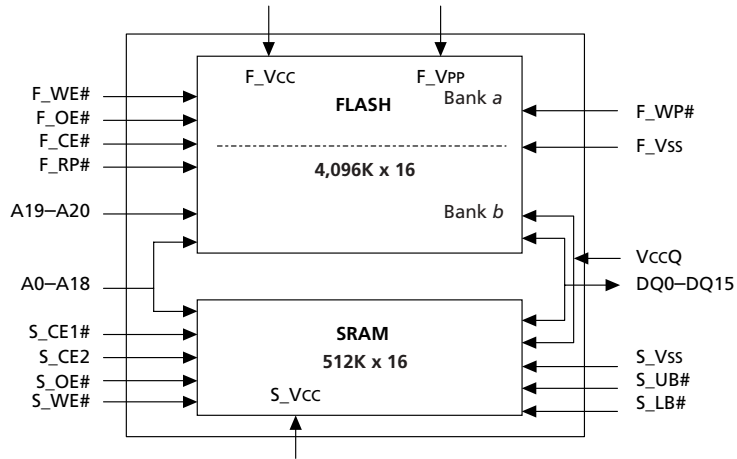 F_VCC
F_VPP
F_WE#
F_OE#
F_CE#
F_RP#
A19–A20
A0–A18
S_CE1#
S_CE2
S_OE#
S_WE#
FLASH
Bank a
4,096K x 16
Bank b
SRAM
512K x 16
S_VCC
F_WP#
F_VSS
VCCQ
DQ0–DQ15
S_VSS
S_UB#
S_LB#